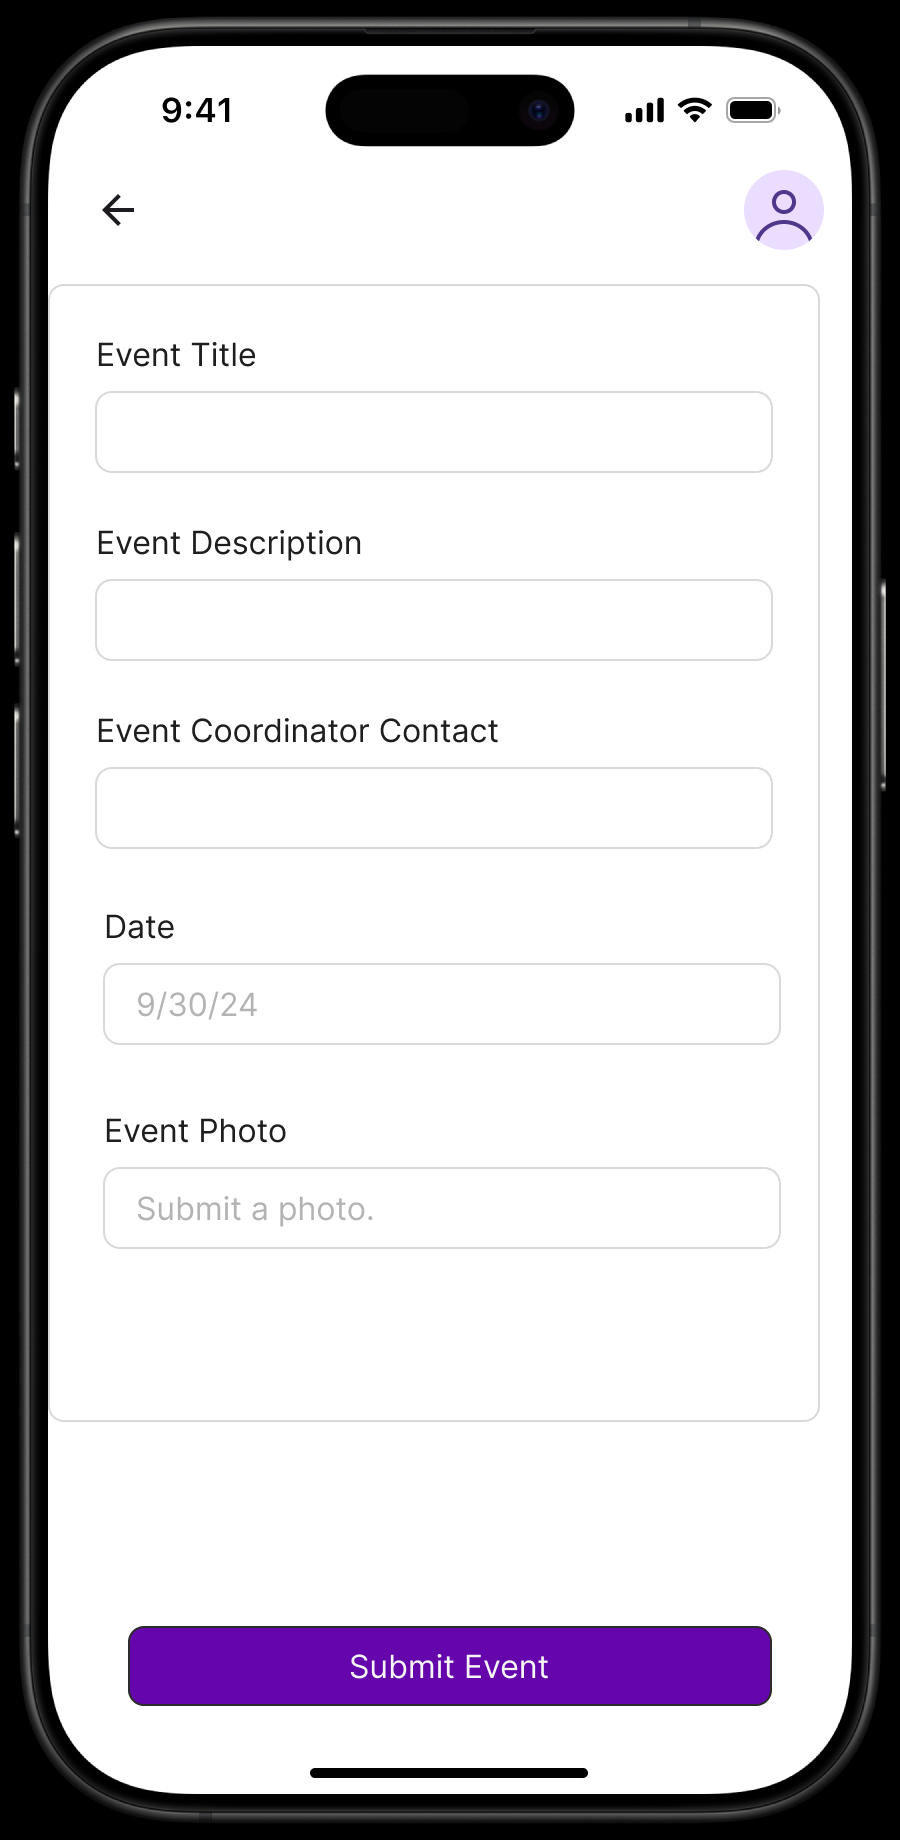 9:41
Event Title
Event Description
Event Coordinator Contact
Date
9/30/24
Event Photo
Submit a photo.
Submit Event